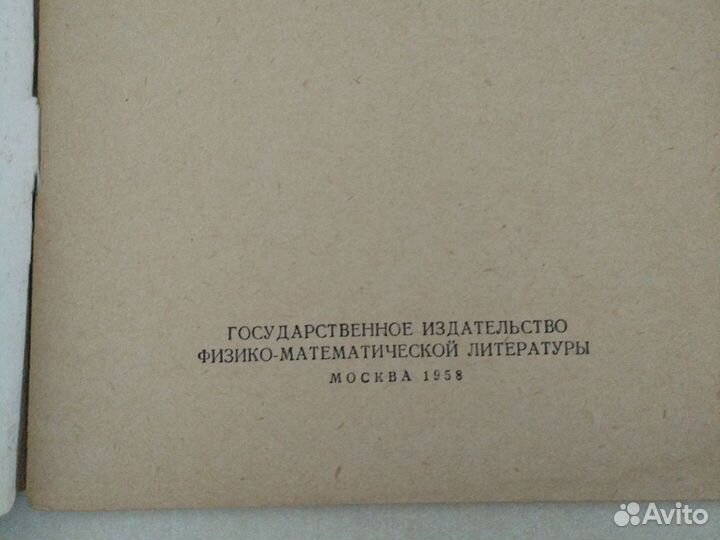 ГОСУДАРСТВЕННОЕ ИЗДАТЕЛЬСТВО
ФИЗИКО-МАТЕМАТИЧЕСКОЙ ЛИТЕРАТУРЫ
МОСКВА 1958
Avito